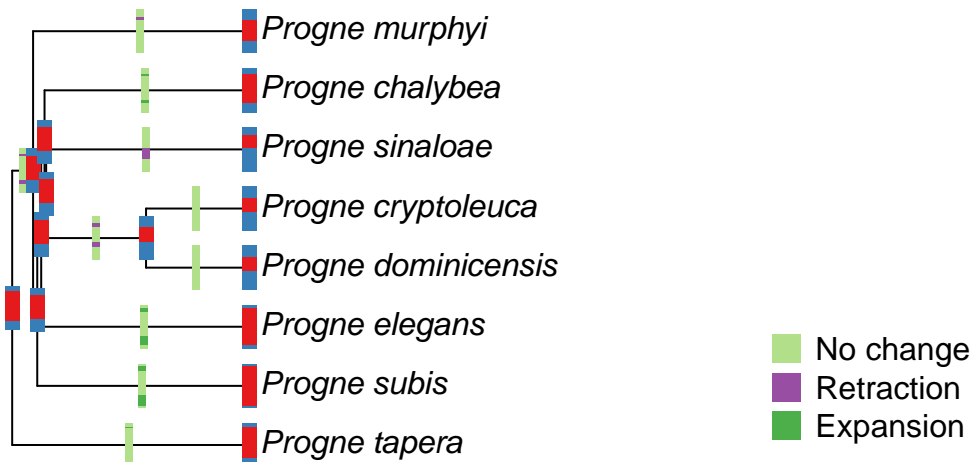 Progne murphyi
Progne chalybea
Progne sinaloae
Progne cryptoleuca
Progne dominicensis
Progne elegans
Progne subis
Progne tapera
No change
Retraction
Expansion